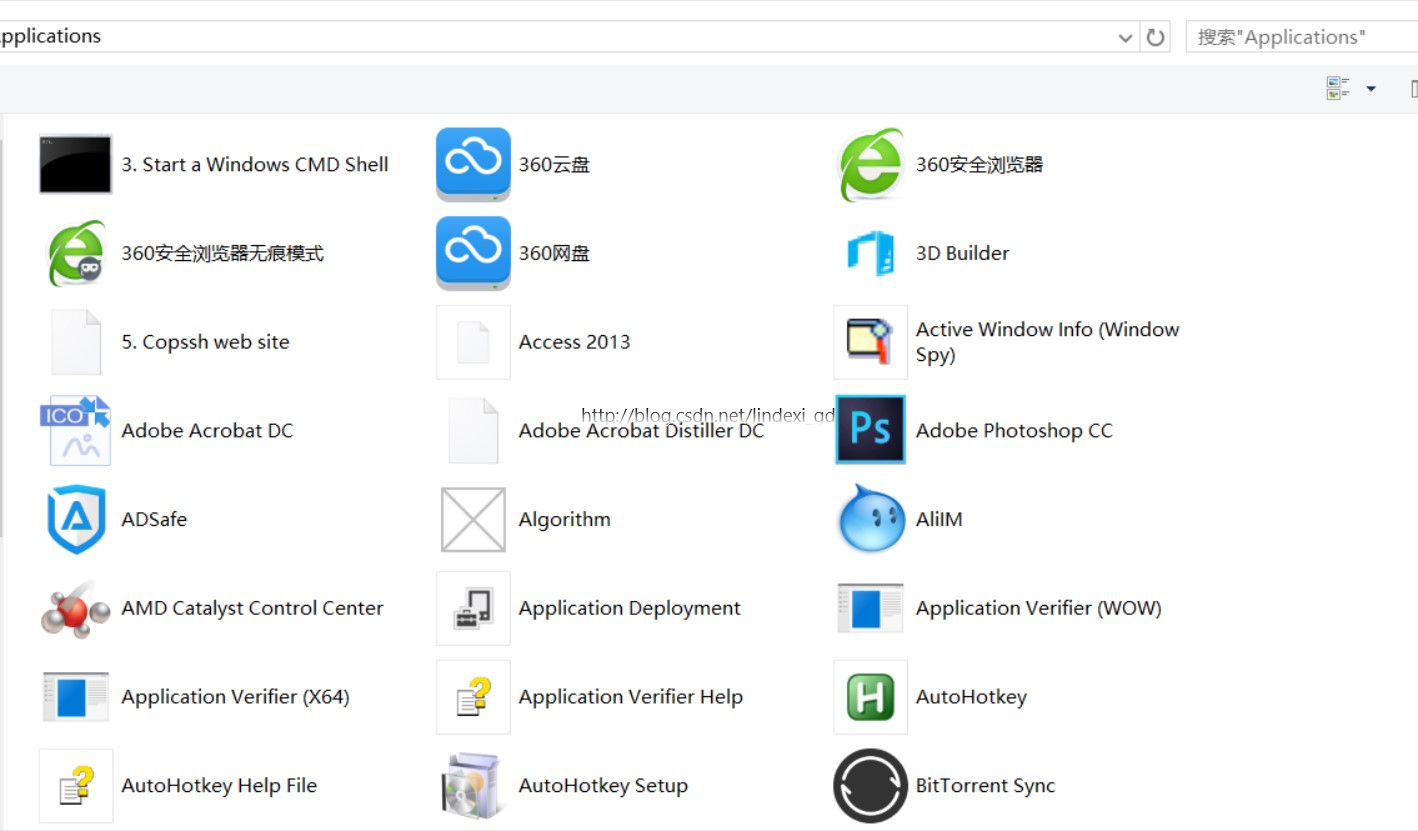 pplications
搜索"Applications"
3. Start a Windows CMD Shell
360云盘
360安全浏览器
360安全浏览器无痕模式
360网盘
3D Builder
5. Copssh web site
Access 2013
Active Window Info (Window
Spy)
ICO
Adobe Acrobat DC
http://blog.csdn.net/lindexi_gd
Adobe Acrobat Distiller DC
Ps
Adobe Photoshop CC
ADSafe
Algorithm
AliIM
AMD Catalyst Control Center
Application Deployment
Application Verifier (WOW)
Application Verifier (X64)
Application Verifier Help
H
AutoHotkey
AutoHotkey Help File
AutoHotkey Setup
BitTorrent Sync